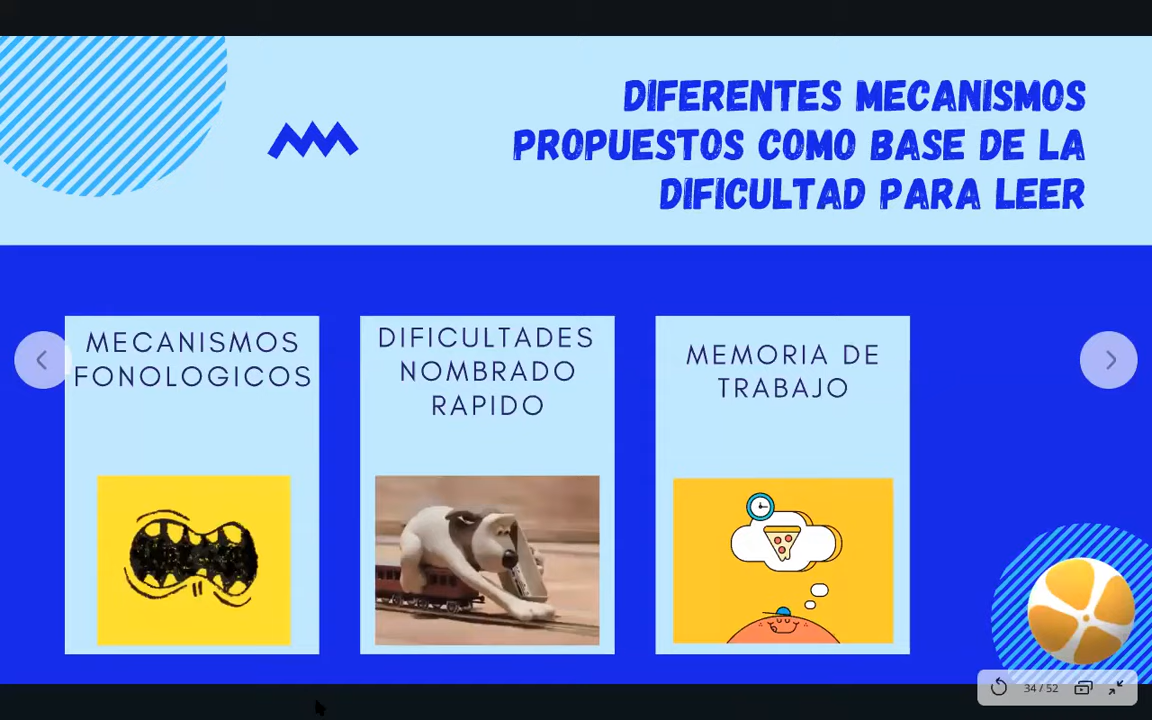 DIFERENTES MECANISMOS
PROPUESTOS COMO BASE DE LA
DIFICULTAD PARA LEER
MECANISMOS
FONOLOGICOS
DIFICULTADES
NOMBRADO
RAPIDO
MEMORIA DE
TRABAJO
34 / 52